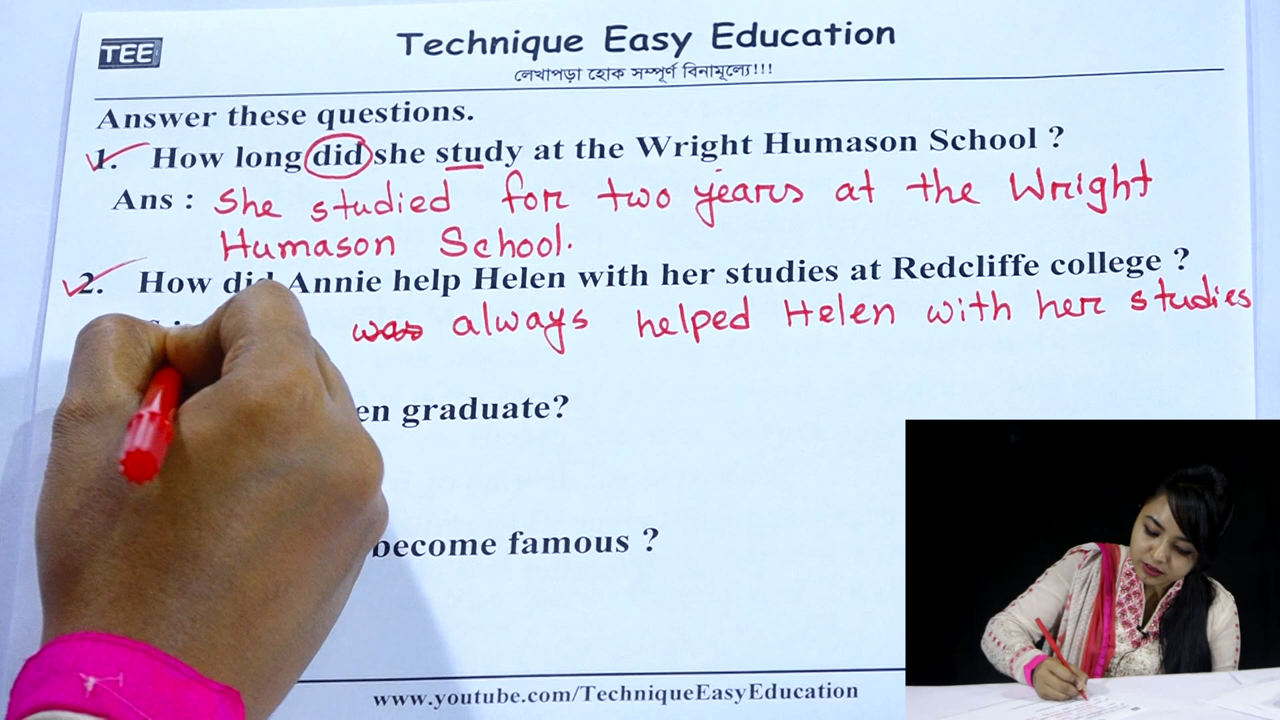 TEE
Technique Easy Education
লেখাপড়া হোক সম্পূর্ণ বিনামূল্যে!!!
Answer these questions.
1. How long did she study at the Wright Humason School ?
Ans : She studied for two years at the Wright
Humason School.
2. How did Annie help Helen with her studies at Redcliffe college ?
was always helped Helen with her studies
graduate?
become famous ?
www.youtube.com/TechniqueEasyEducation